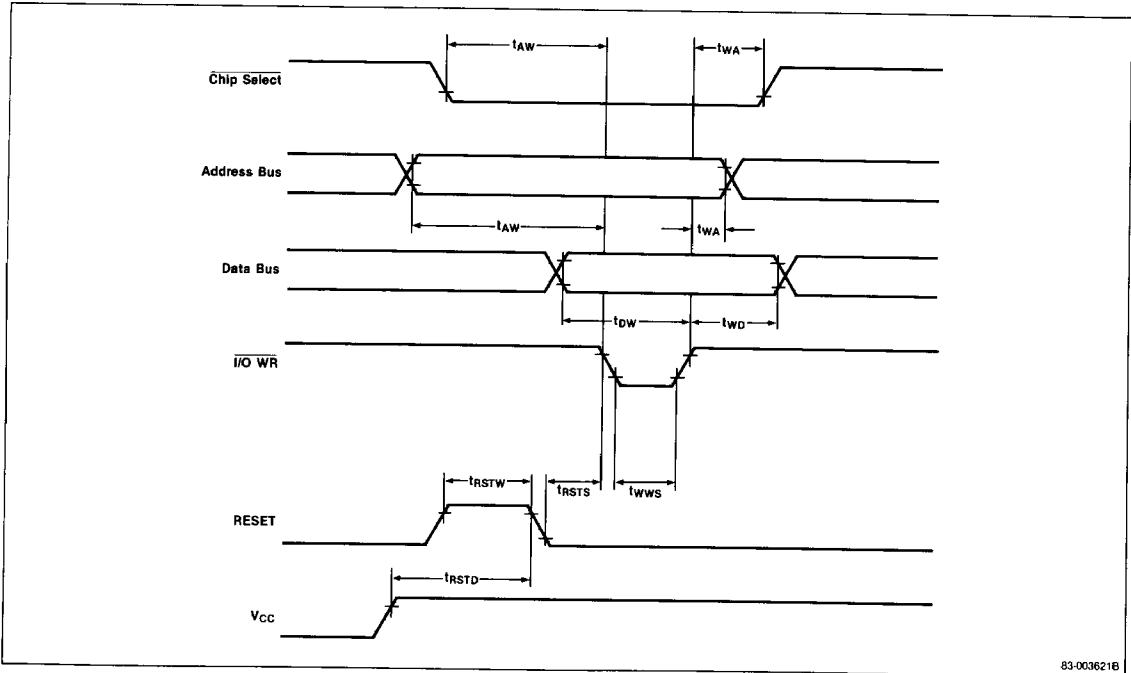 tAW
tWA
Chip Select
Address Bus
tAW
tWA
Data Bus
tDW
tWD
I/O WR
tRSTW
tRSTS
tWWS
RESET
tRSTD
VCC
83-003621B